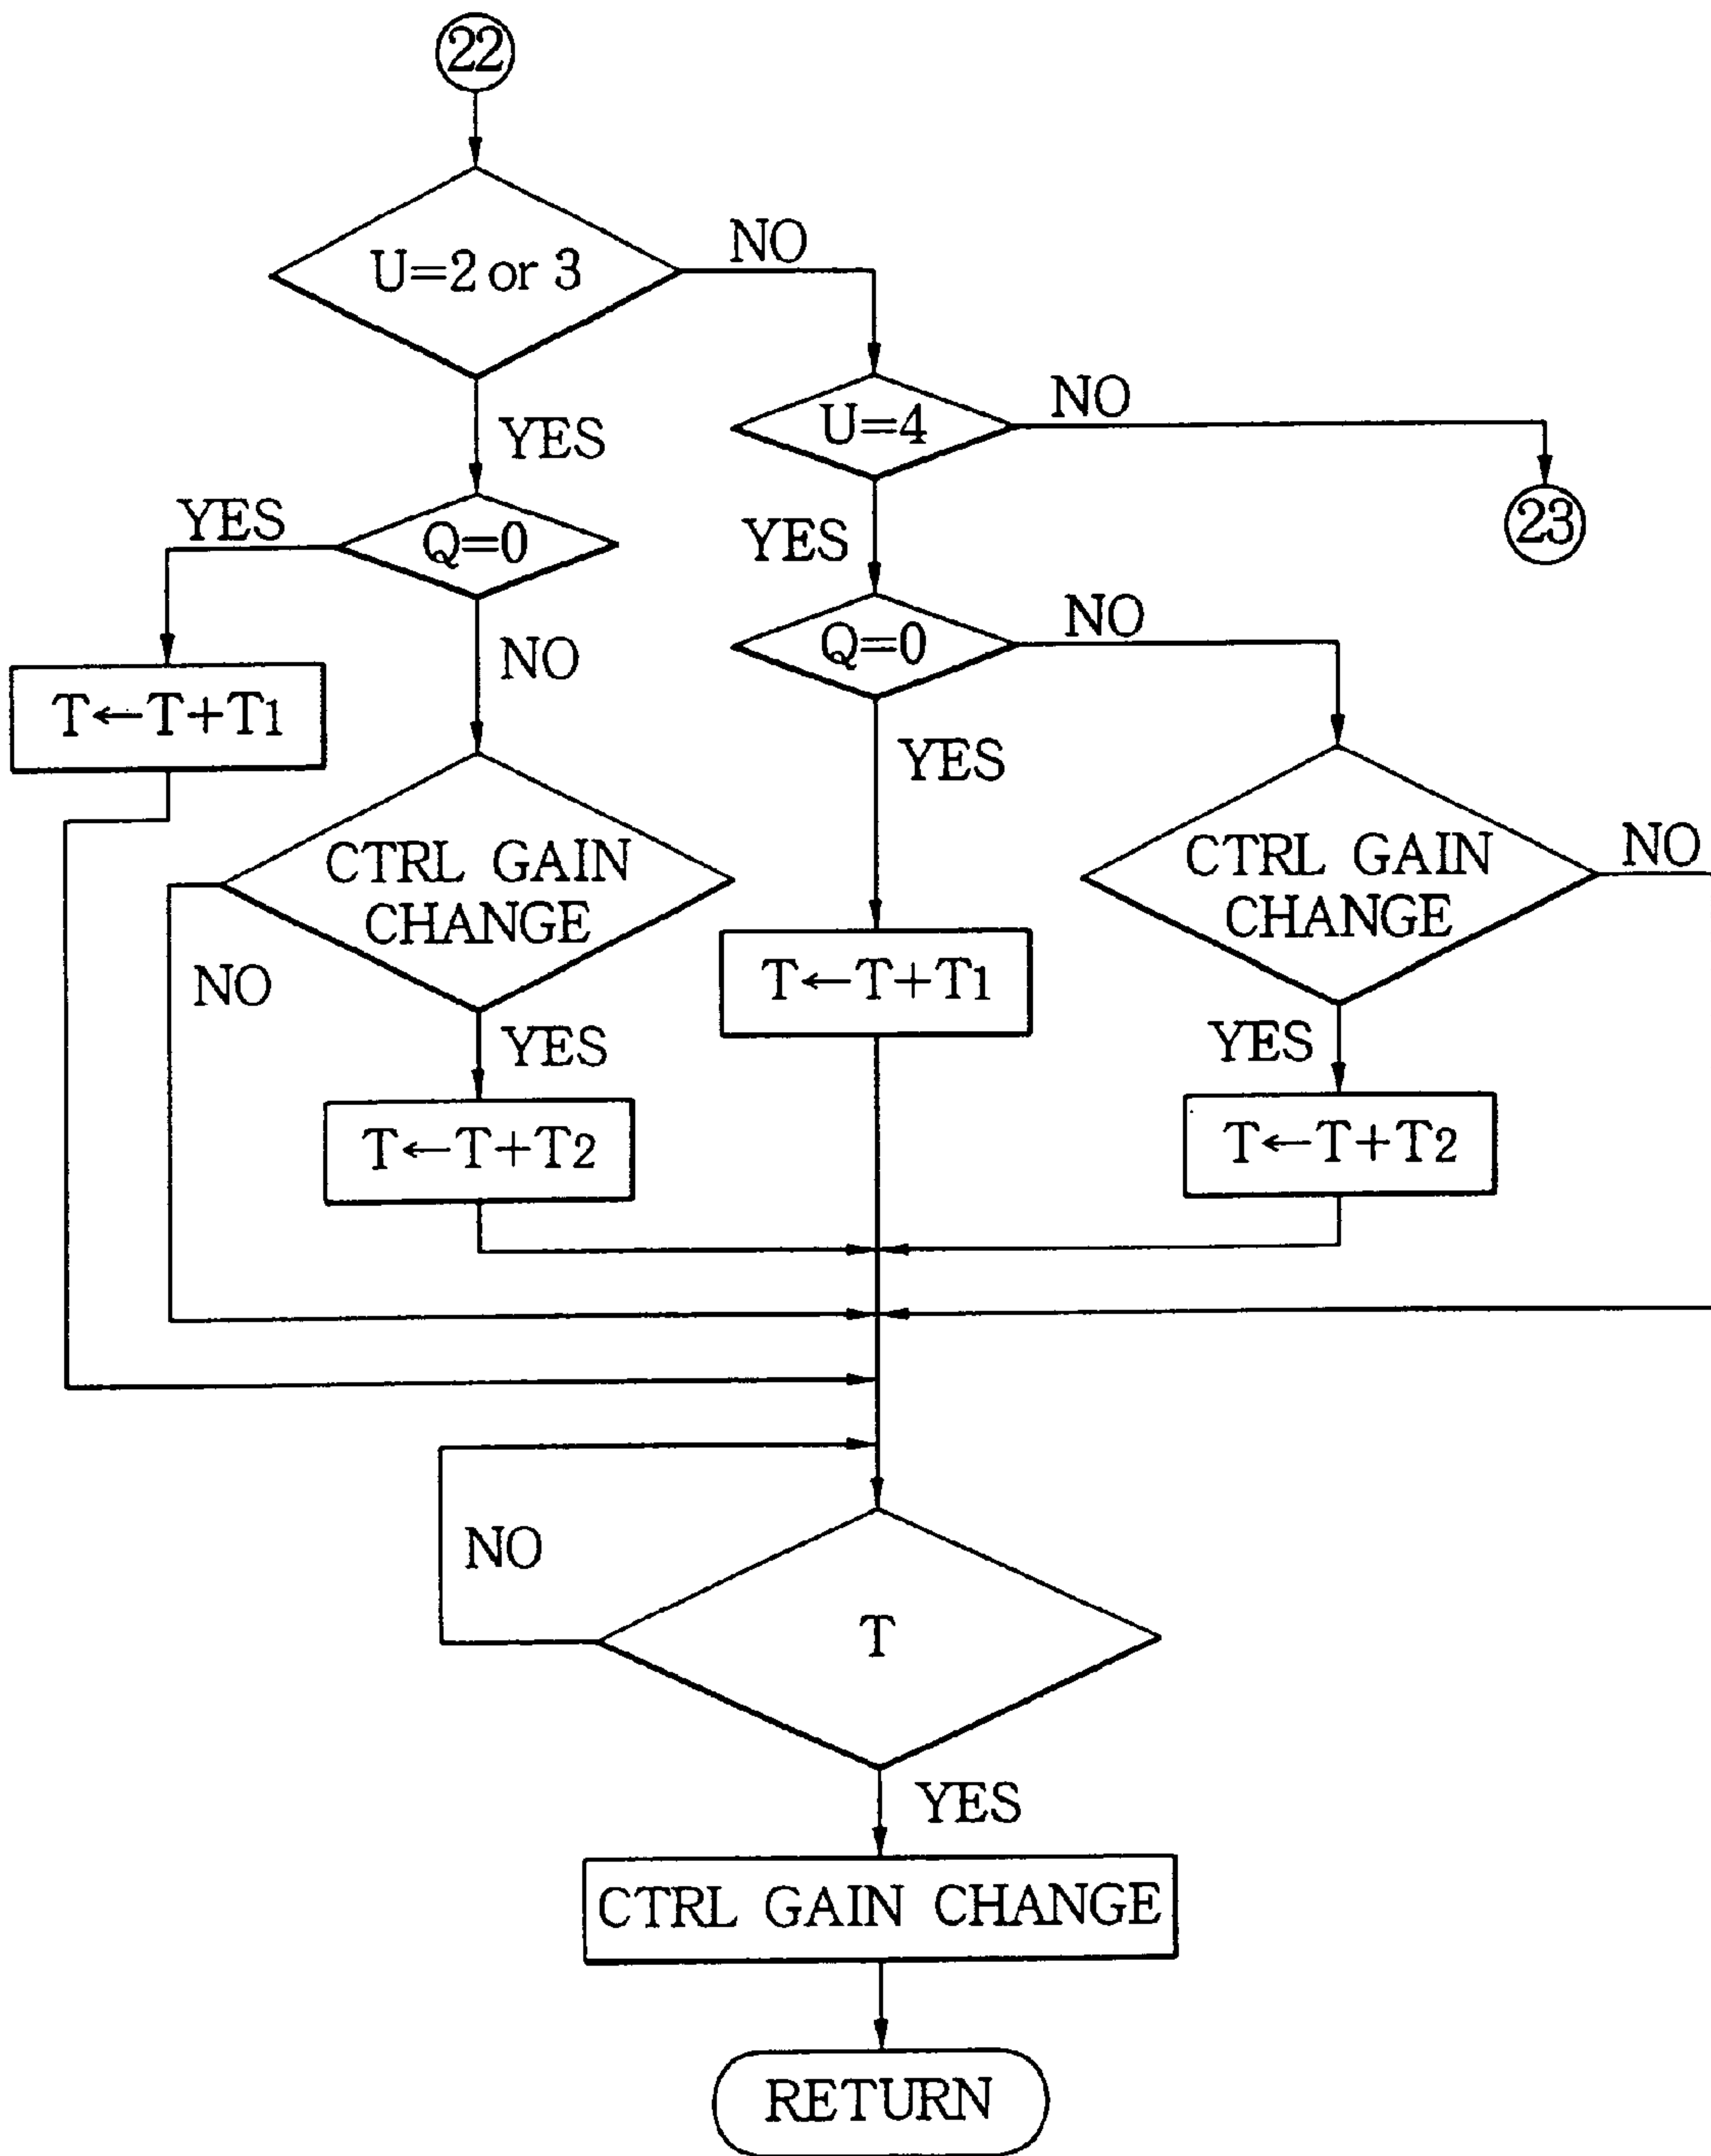 22
U=2 or 3
NO
U=4
NO
YES
23
YES
Q=0
YES
Q=0
NO
NO
T←T+T1
YES
CTRL GAIN
CHANGE
CTRL GAIN
CHANGE
NO
NO
T←T+T1
YES
YES
T←T+T2
T←T+T2
NO
T
YES
CTRL GAIN CHANGE
RETURN